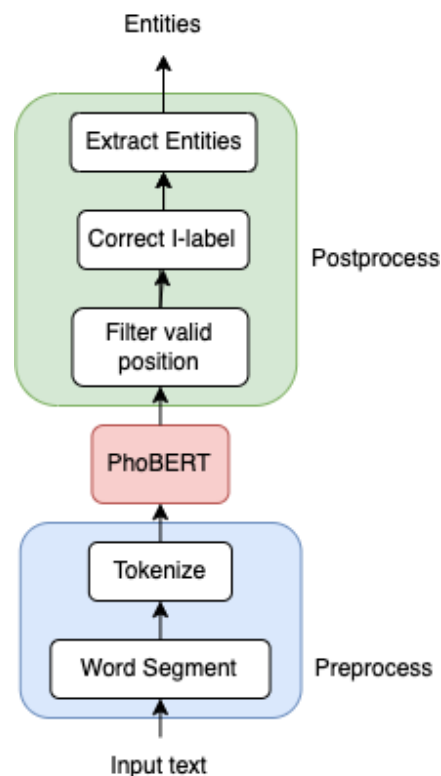 Entities
Extract Entities
Correct I-label
Postprocess
Filter valid
position
PhoBERT
Tokenize
Word Segment
Preprocess
Input text